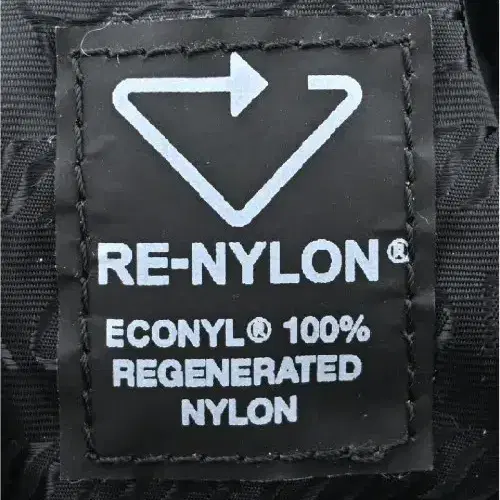 RE-NYLON®
ECONYL® 100%
REGENERATED
NYLON